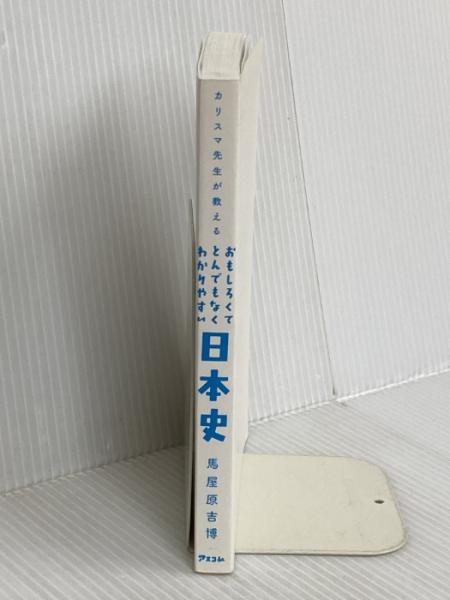 カリスマ先生が教える
おもしろくて
とんでもなく
わかりやすい
日本史
馬屋原吉博
アスコム